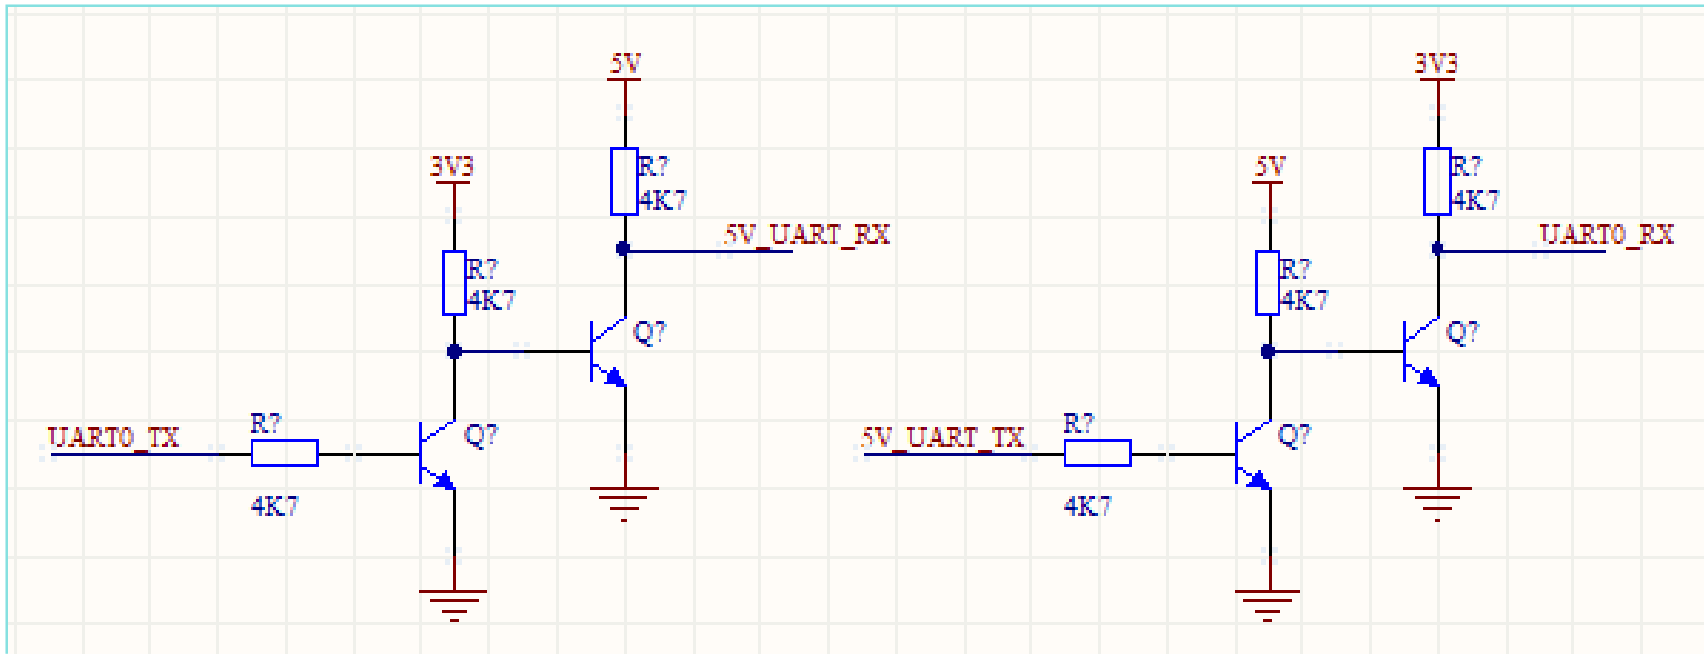 5V
3V3
R?
4K7
5V_UART_RX
R?
4K7
Q?
UART0_TX
R?
4K7
Q?
3V3
5V
R?
4K7
UART0_RX
R?
4K7
Q?
5V_UART_TX
R?
4K7
Q?